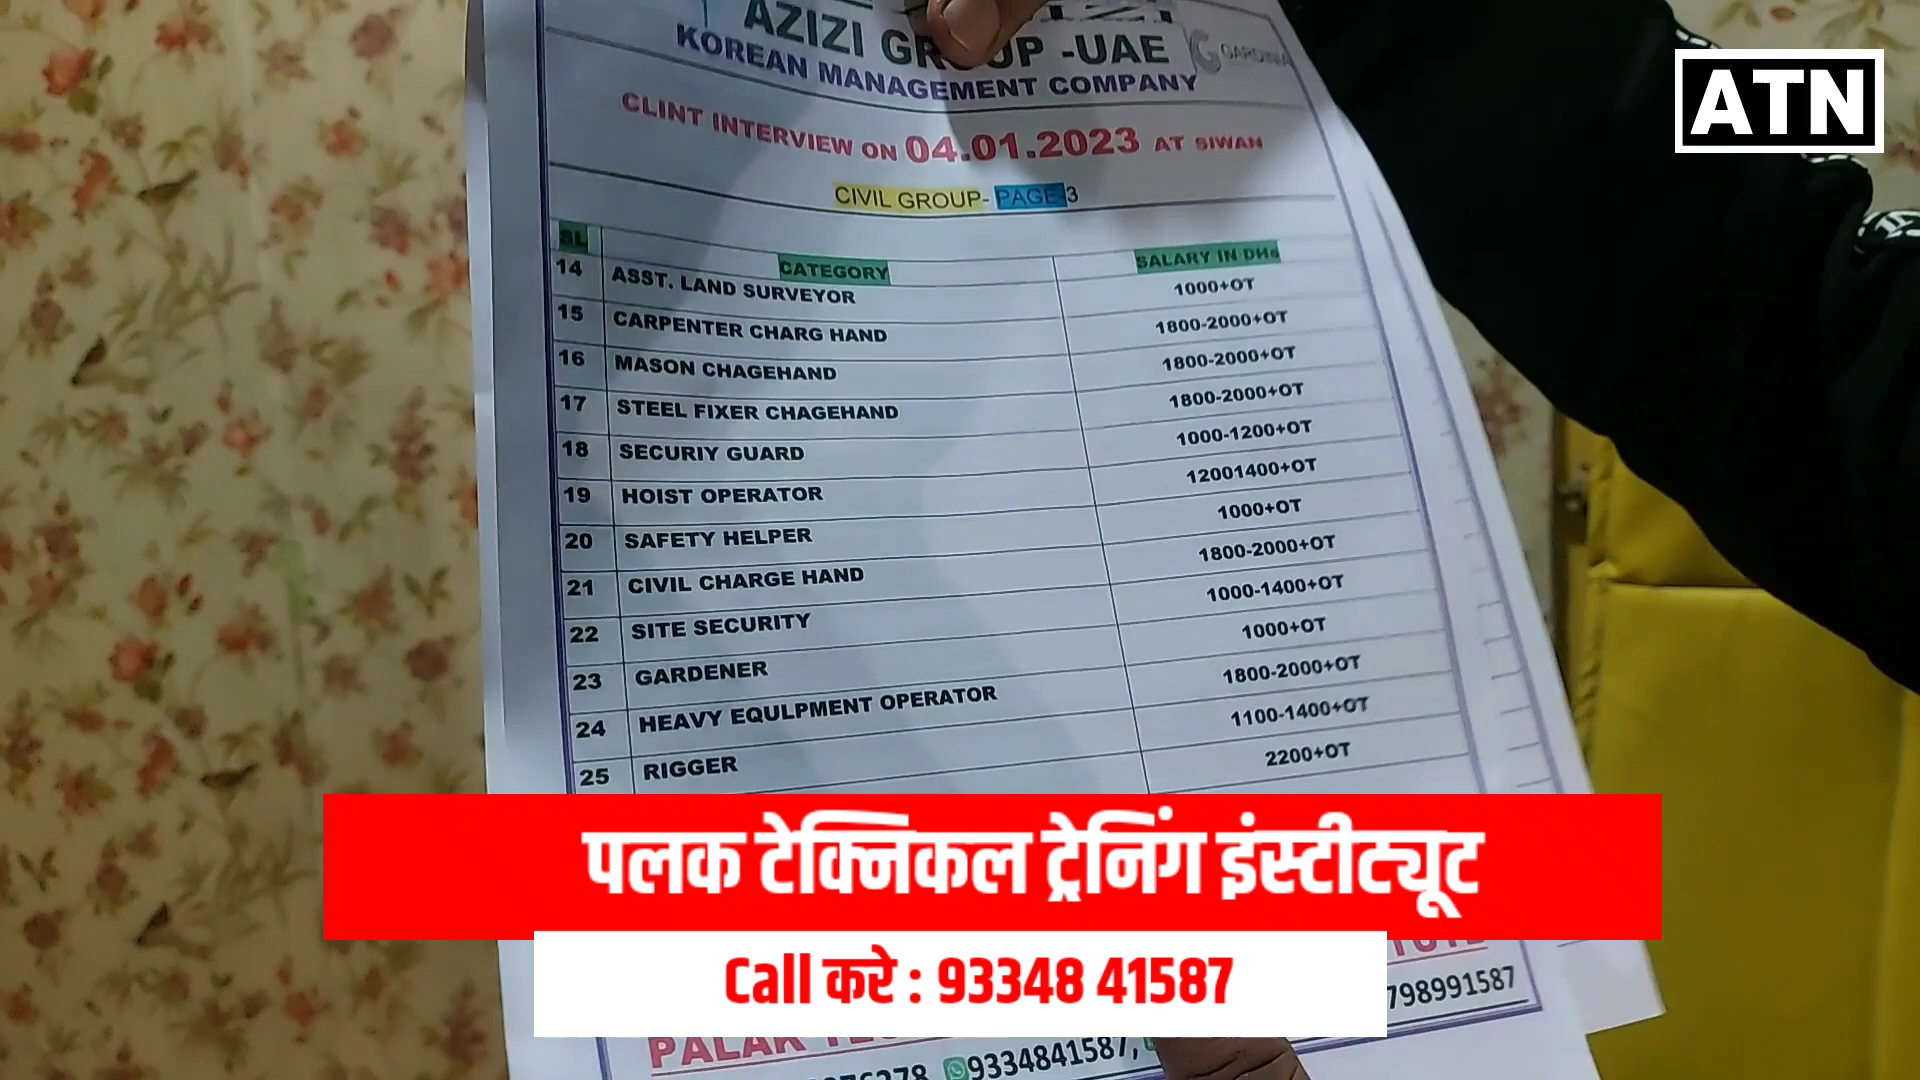 AZIZI GROUP -UAE
GARDINIA
KOREAN MANAGEMENT COMPANY
CLINT INTERVIEW ON 04.01.2023 AT SIWAN
CIVIL GROUP- PAGE-3
SL CATEGORY SALARY IN DHs
14 ASST. LAND SURVEYOR 1000+OT
15 CARPENTER CHARG HAND 1800-2000+OT
16 MASON CHAGEHAND 1800-2000+OT
17 STEEL FIXER CHAGEHAND 1800-2000+OT
18 SECURIY GUARD 1000-1200+OT
19 HOIST OPERATOR 12001400+OT
20 SAFETY HELPER 1000+OT
21 CIVIL CHARGE HAND 1800-2000+OT
22 SITE SECURITY 1000-1400+OT
23 GARDENER 1000+OT
24 HEAVY EQULPMENT OPERATOR 1800-2000+OT
25 RIGGER 1100-1400+OT
2200+OT
ATN
पलक टेक्निकल ट्रेनिंग इंस्टीट्यूट
Call करे : 93348 41587
798991587
PALAK
9334841587,